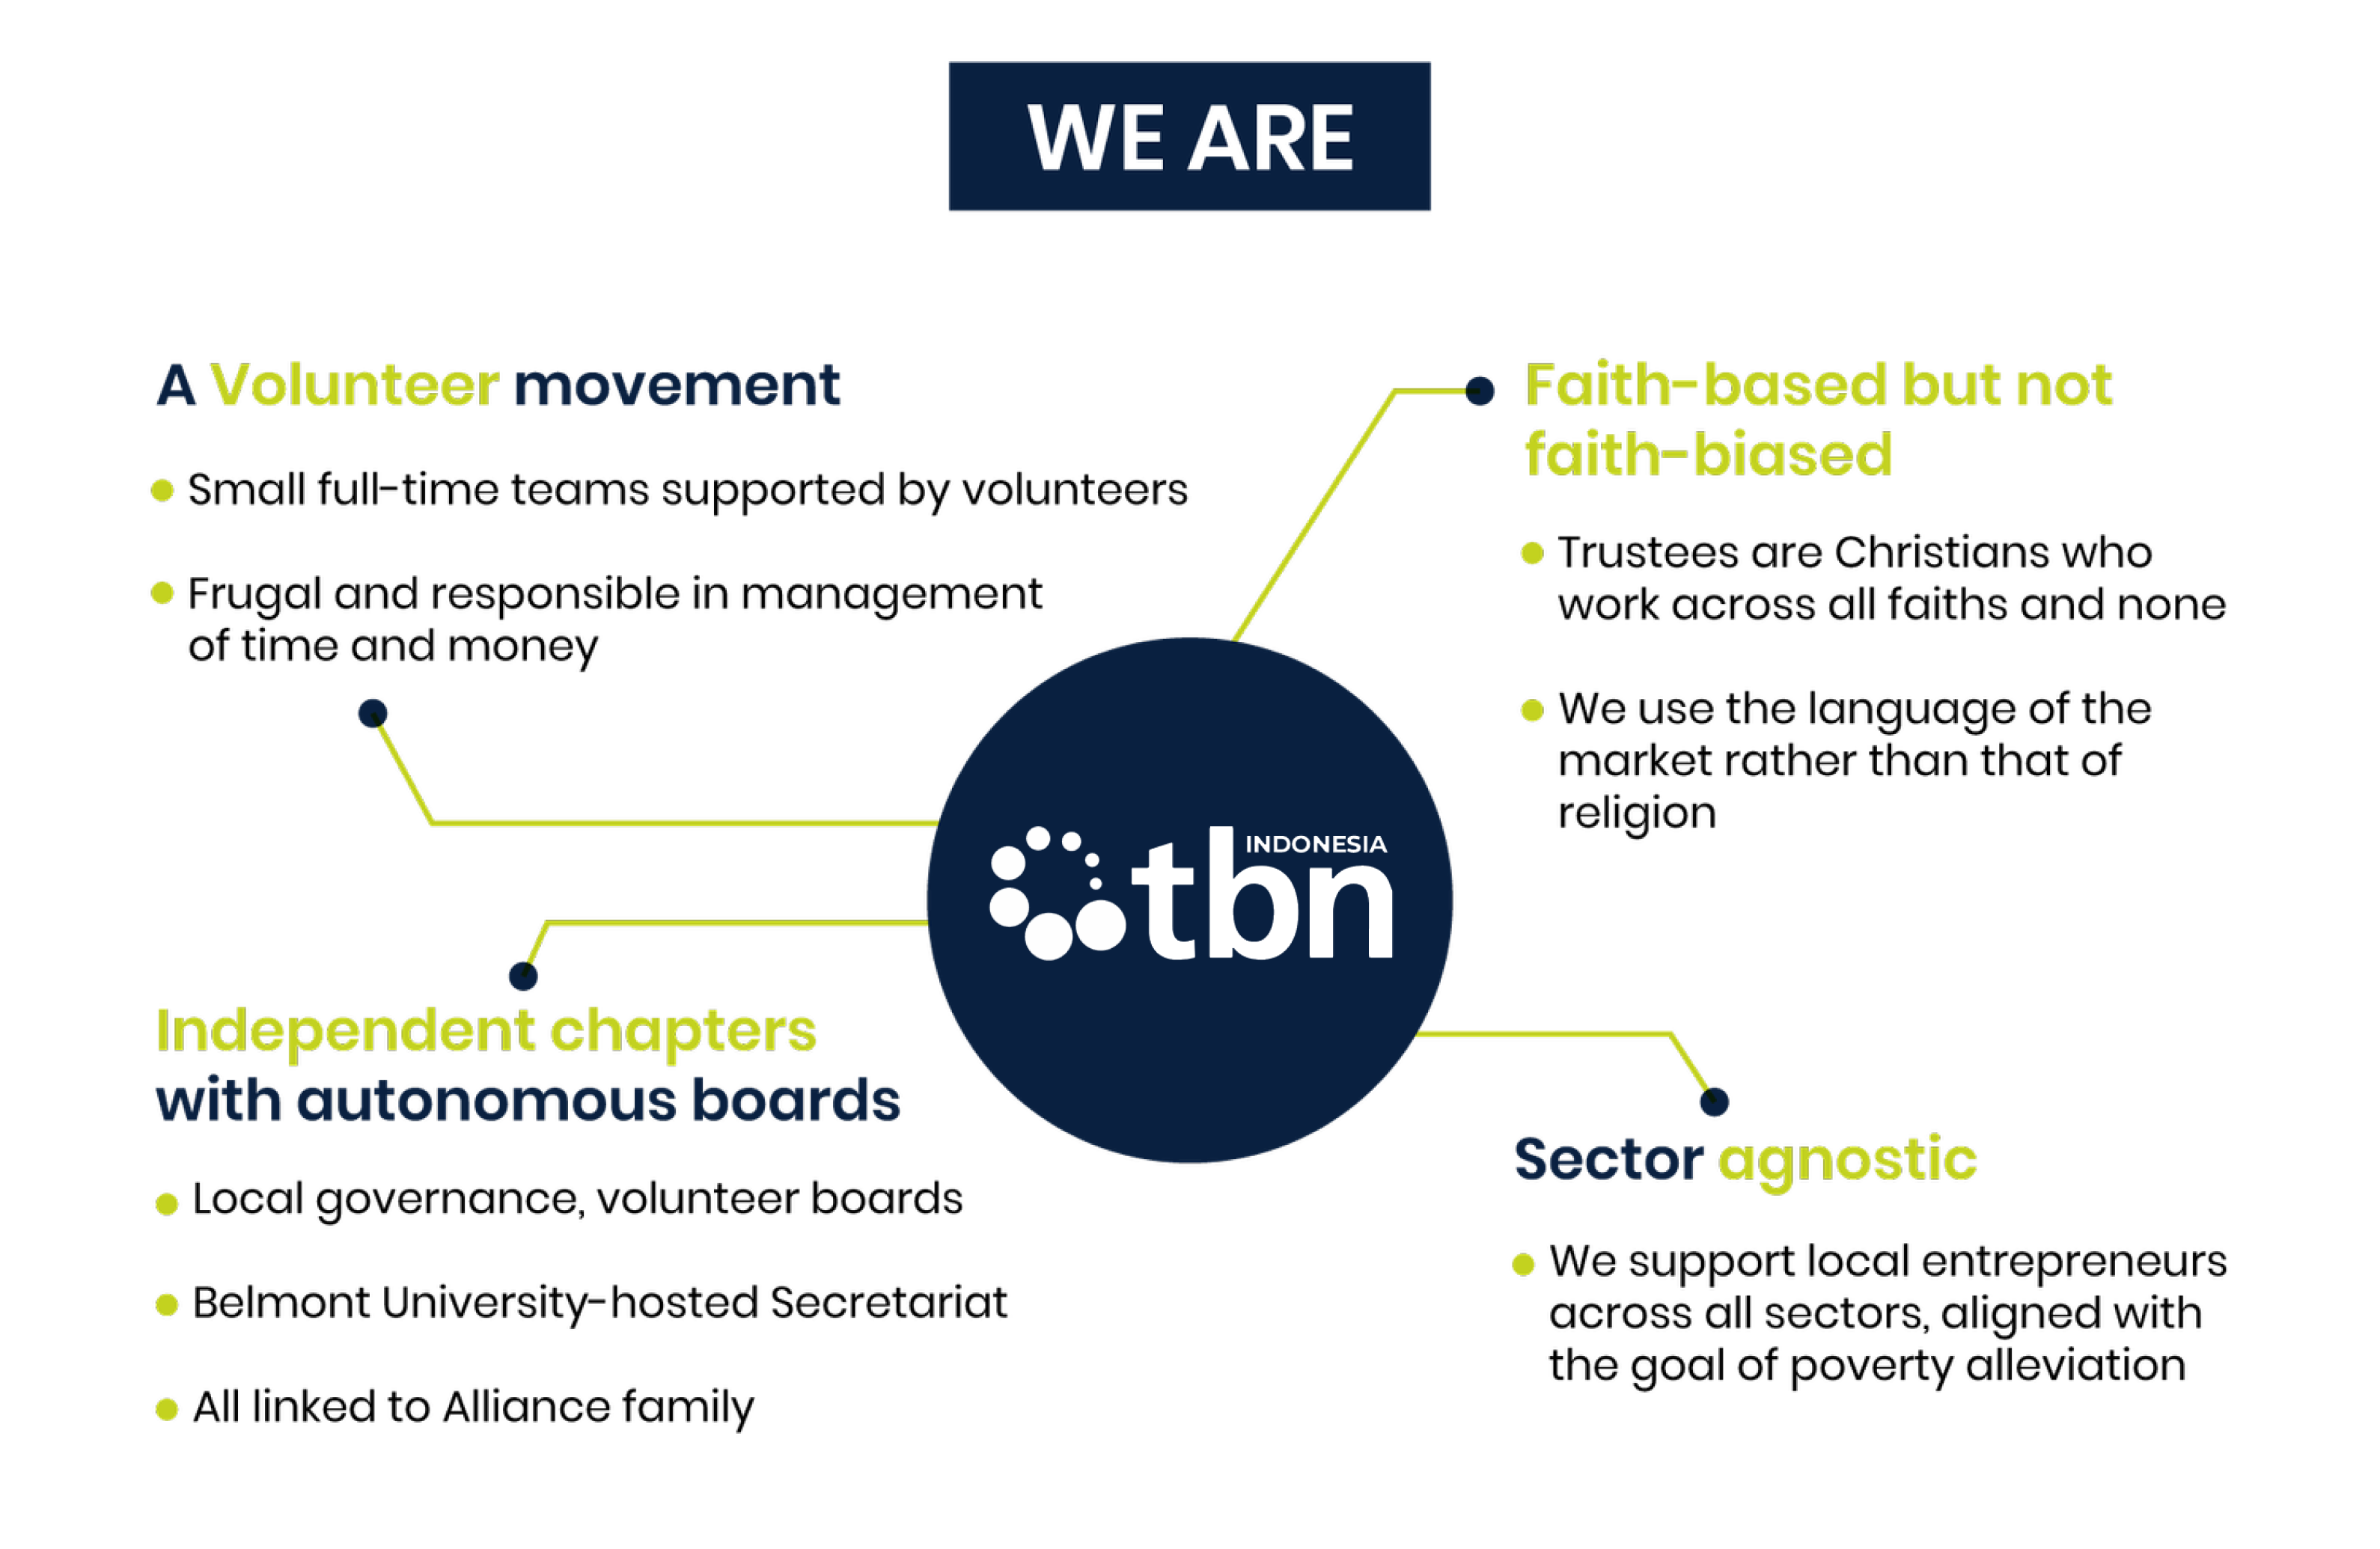 WE ARE
A Volunteer movement
Small full-time teams supported by volunteers
Frugal and responsible in management
of time and money
Faith-based but not
faith-biased
Trustees are Christians who
work across all faiths and none
We use the language of the
market rather than that of
religion
INDONESIA
tbn
Independent chapters
with autonomous boards
Local governance, volunteer boards
Belmont University-hosted Secretariat
All linked to Alliance family
Sector agnostic
We support local entrepreneurs
across all sectors, aligned with
the goal of poverty alleviation